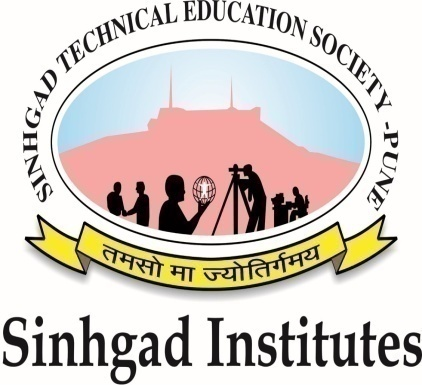 SINHGAD TECHNICAL EDUCATION SOCIETY - PUNE
तमसो मा ज्योतिर्गमय
Sinhgad Institutes